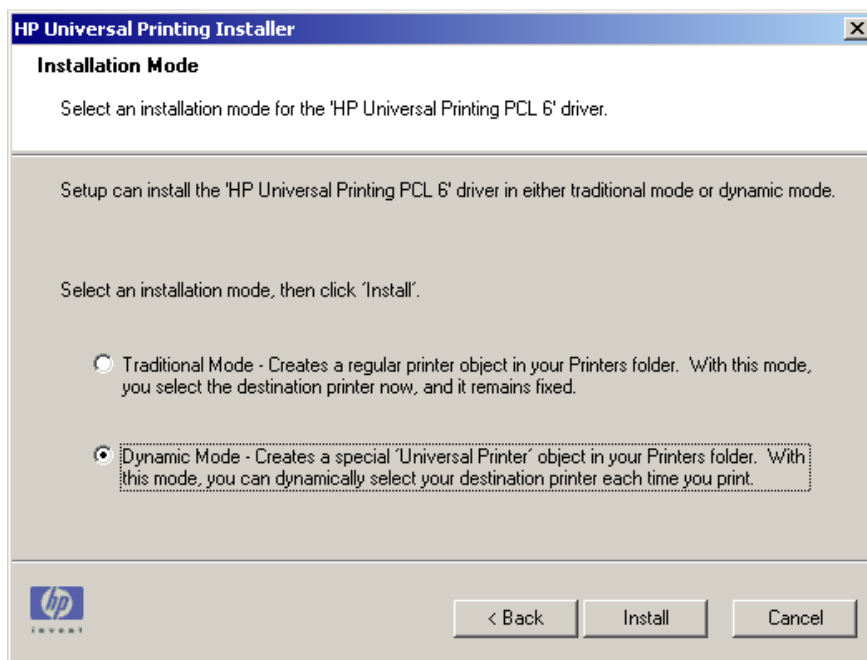 HP Universal Printing Installer
Installation Mode
Select an installation mode for the 'HP Universal Printing PCL 6' driver.
Setup can install the 'HP Universal Printing PCL 6' driver in either traditional mode or dynamic mode.
Select an installation mode, then click ´Install´.
Traditional Mode - Creates a regular printer object in your Printers folder.  With this mode,
you select the destination printer now, and it remains fixed.
Dynamic Mode - Creates a special ´Universal Printer´ object in your Printers folder.  With
this mode, you can dynamically select your destination printer each time you print.
hp
invent
< Back
Install
Cancel